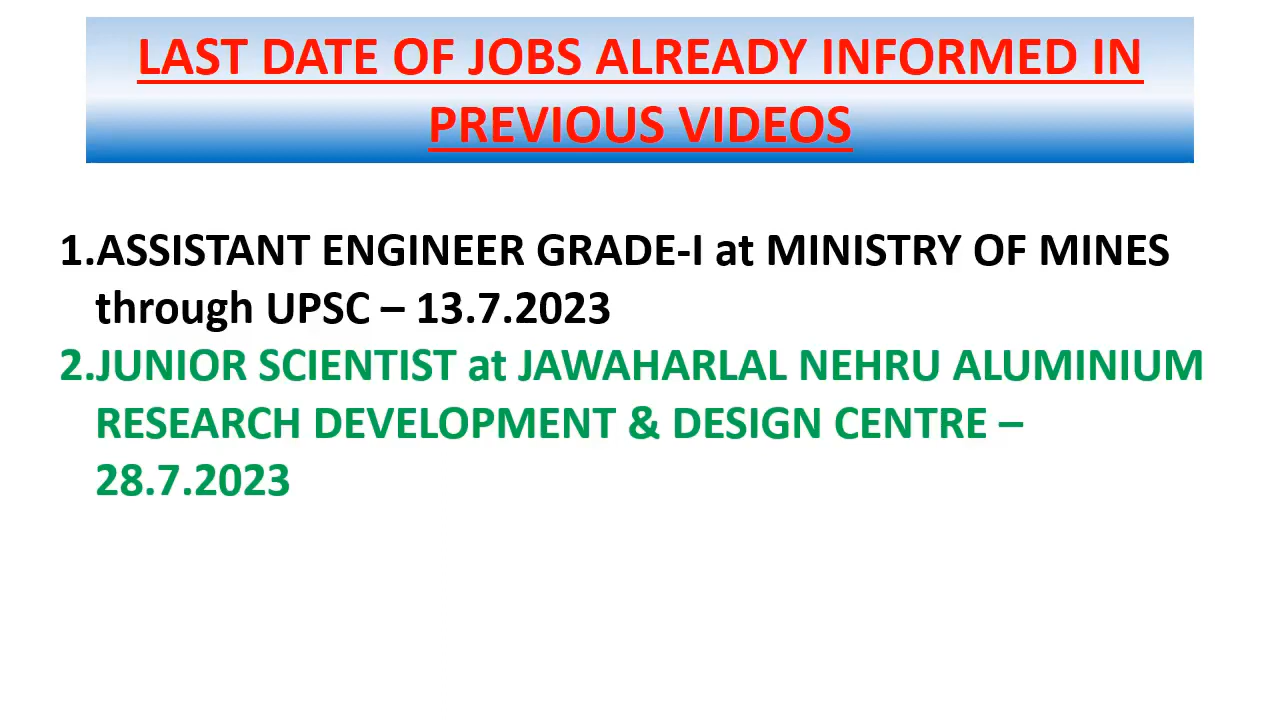 LAST DATE OF JOBS ALREADY INFORMED IN
PREVIOUS VIDEOS
1.ASSISTANT ENGINEER GRADE-I at MINISTRY OF MINES
through UPSC – 13.7.2023
2.JUNIOR SCIENTIST at JAWAHARLAL NEHRU ALUMINIUM
RESEARCH DEVELOPMENT & DESIGN CENTRE –
28.7.2023